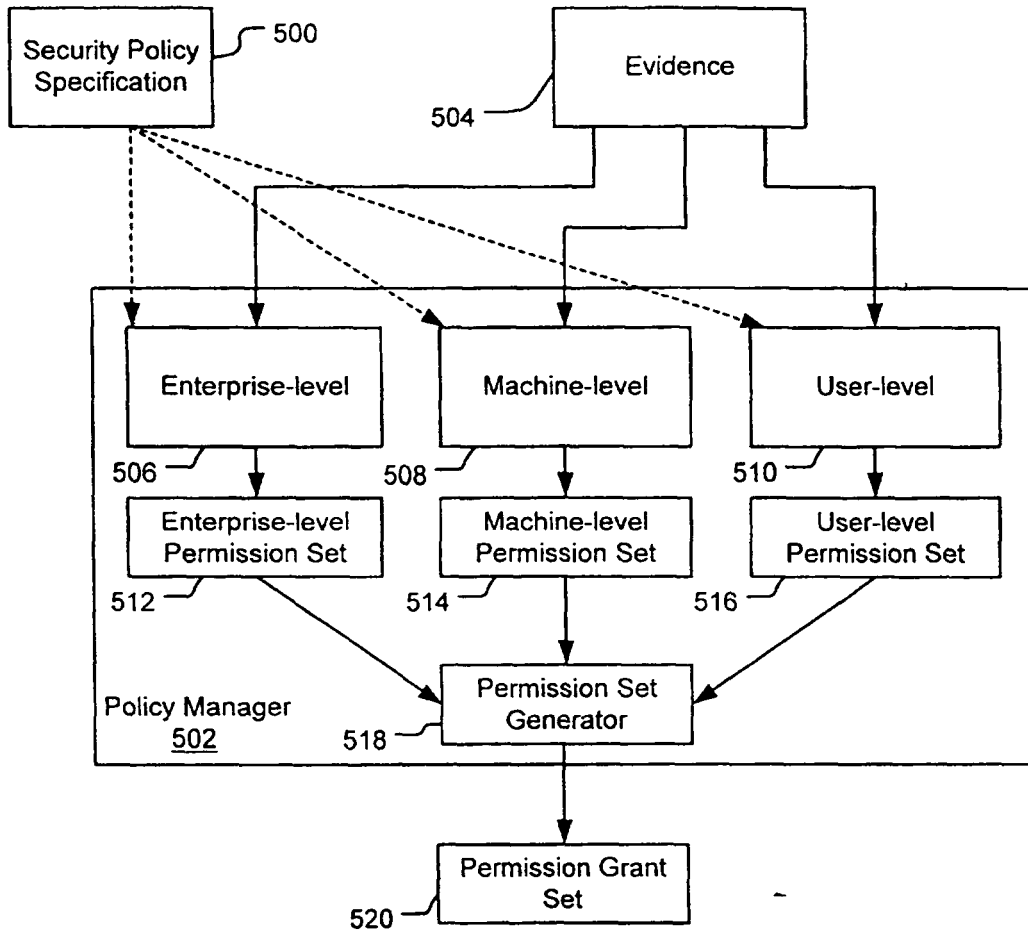 Security Policy
Specification
500
Evidence
504
Enterprise-level
Machine-level
User-level
506
508
510
Enterprise-level
Permission Set
Machine-level
Permission Set
User-level
Permission Set
512
514
516
Permission Set
Generator
Policy Manager
502
518
Permission Grant
Set
520